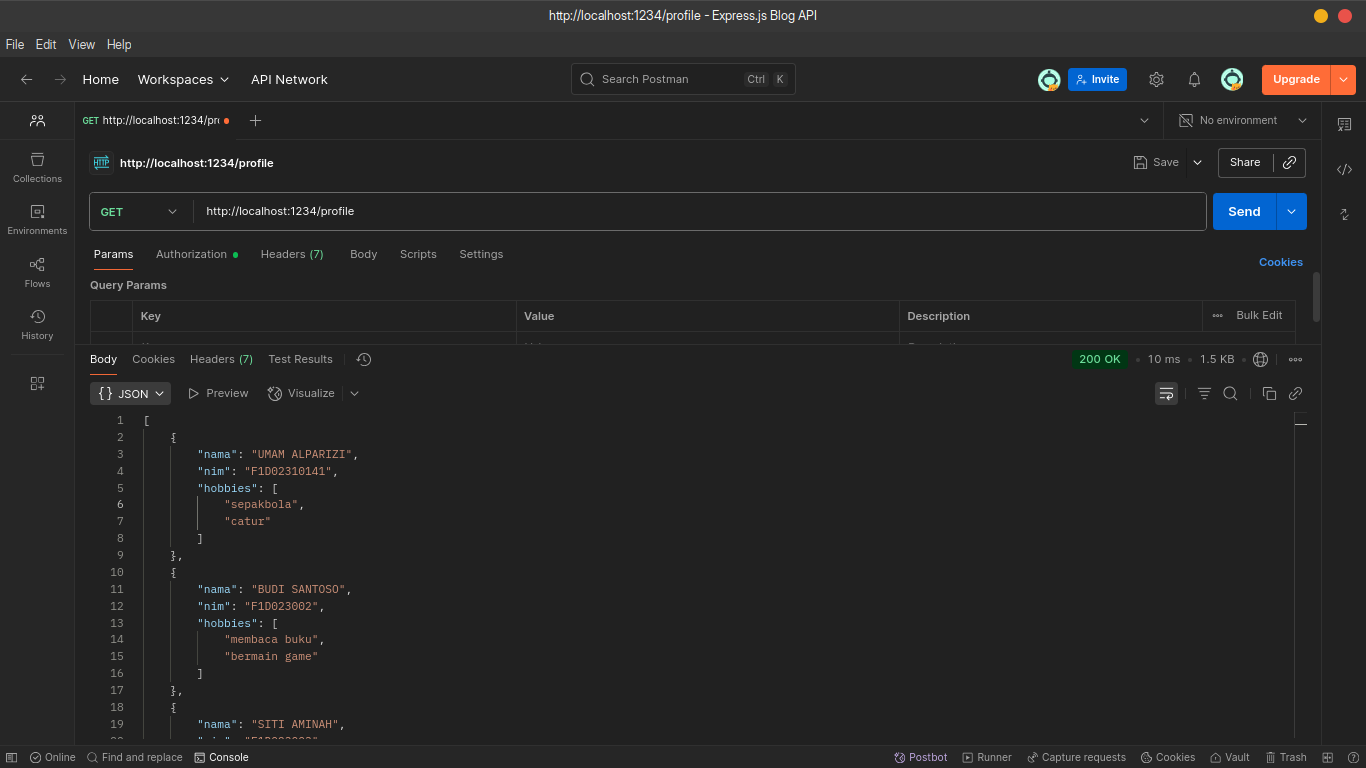 http://localhost:1234/profile - Express.js Blog API
File Edit View Help
Home Workspaces API Network Search Postman Ctrl K Invite Upgrade
GET http://localhost:1234/pro No environment
HTTP http://localhost:1234/profile Save Share
GET http://localhost:1234/profile Send
Params Authorization Headers (7) Body Scripts Settings
Cookies
Query Params
Key Value Description Bulk Edit
Body Cookies Headers (7) Test Results 200 OK 10 ms 1.5 KB
{} JSON Preview Visualize
1 [
2 {
3 "nama": "UMAM ALPARIZI",
4 "nim": "F1D02310141",
5 "hobbies": [
6 "sepakbola",
7 "catur"
8 ]
9 },
10 {
11 "nama": "BUDI SANTOSO",
12 "nim": "F1D023002",
13 "hobbies": [
14 "membaca buku",
15 "bermain game"
16 ]
17 },
18 {
19 "nama": "SITI AMINAH",
Collections
Environments
Flows
History
Online Find and replace Console Postbot Runner Capture requests Cookies Vault Trash